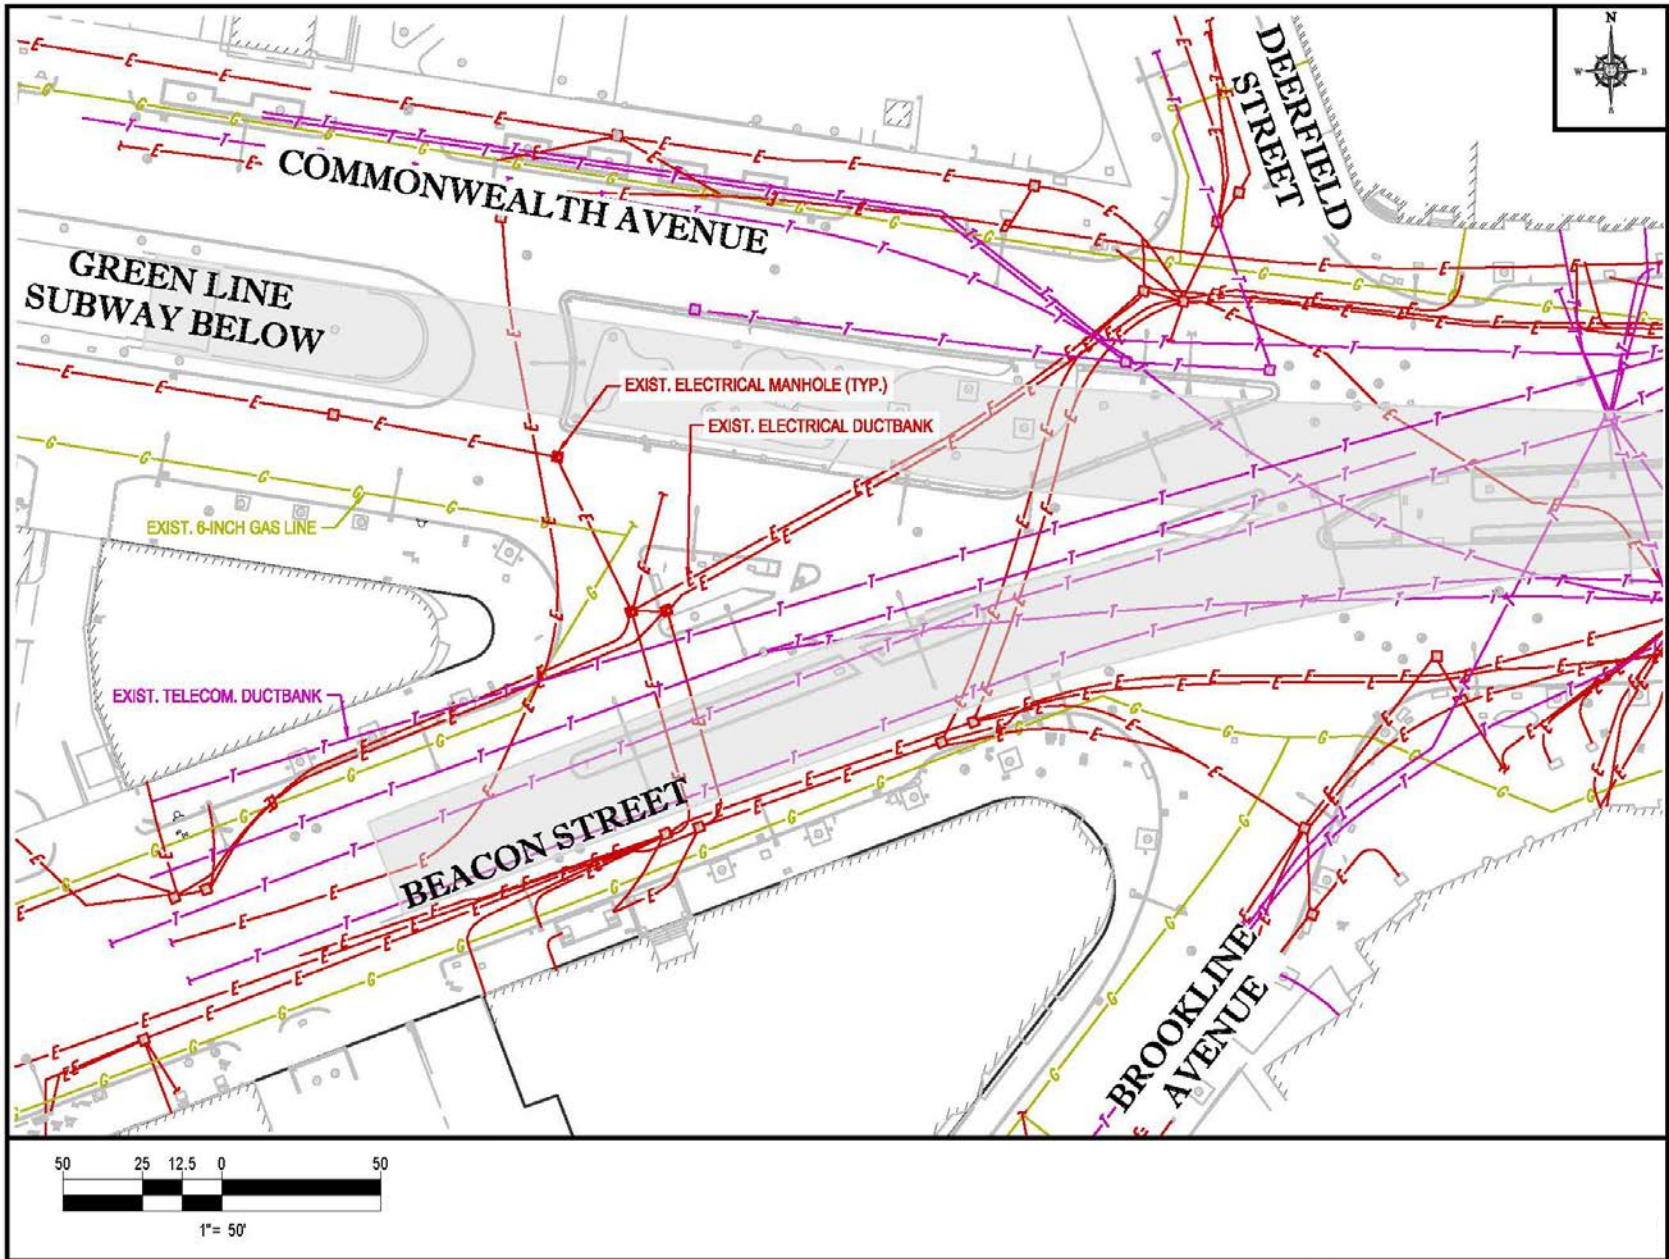 N
W
S
DEERFIELD
STREET
COMMONWEALTH AVENUE
GREEN LINE
SUBWAY BELOW
EXIST. ELECTRICAL MANHOLE (TYP.)
EXIST. ELECTRICAL DUCTBANK
EXIST. 6-INCH GAS LINE
EXIST. TELECOM. DUCTBANK
BEACON STREET
BROOKLINE
AVENUE
50 25 12.5 0 50
1"= 50'